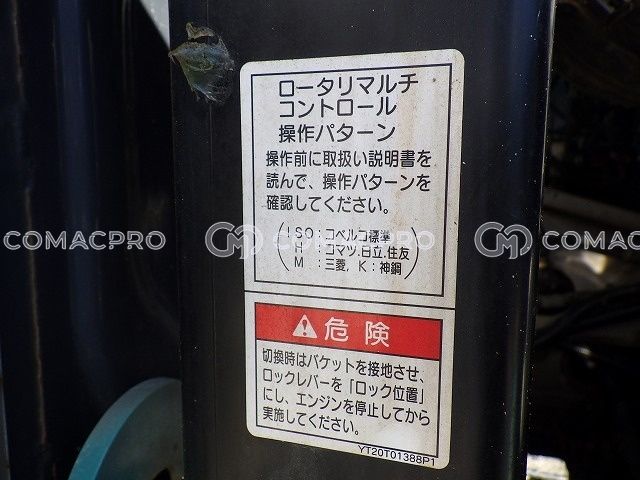 ロータリマルチ
コントロール
操作パターン
操作前に取扱い説明書を
読んで、操作パターンを
確認してください。
ISO：コベルコ標準
H：コマツ.日立.住友
M：三菱, K：神鋼
COMACPRO COMACPRO
危険
切換時はバケットを接地させ、
ロックレバーを「ロック位置」
にし、エンジンを停止してから
実施してください。
YT20T01388P1